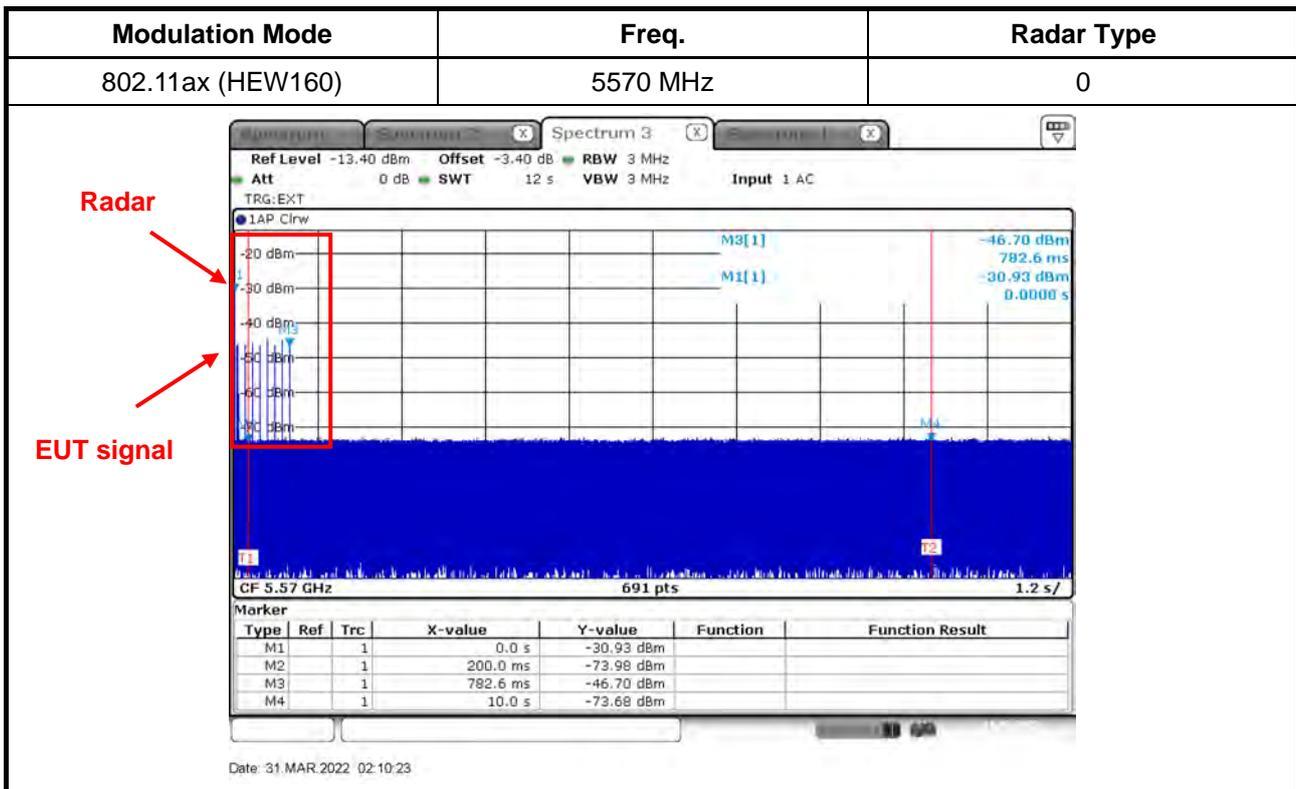 Modulation Mode Freq. Radar Type
802.11ax (HEW160) 5570 MHz 0
Spectrum 3
Ref Level -13.40 dBm Offset -3.40 dB RBW 3 MHz
Att 0 dB SWT 12 s VBW 3 MHz Input 1 AC
TRG:EXT
1AP Clrw
Radar
M3[1] -46.70 dBm
782.6 ms
M1[1] -30.93 dBm
0.0000 s
-20 dBm
-30 dBm
-40 dBm
M3
-50 dBm
-60 dBm
-70 dBm
M4
EUT signal
T1 T2
CF 5.57 GHz 691 pts 1.2 s/
Marker
Type Ref Trc X-value Y-value Function Function Result
M1 1 0.0 s -30.93 dBm
M2 1 200.0 ms -73.98 dBm
M3 1 782.6 ms -46.70 dBm
M4 1 10.0 s -73.68 dBm
Date: 31.MAR.2022 02:10:23